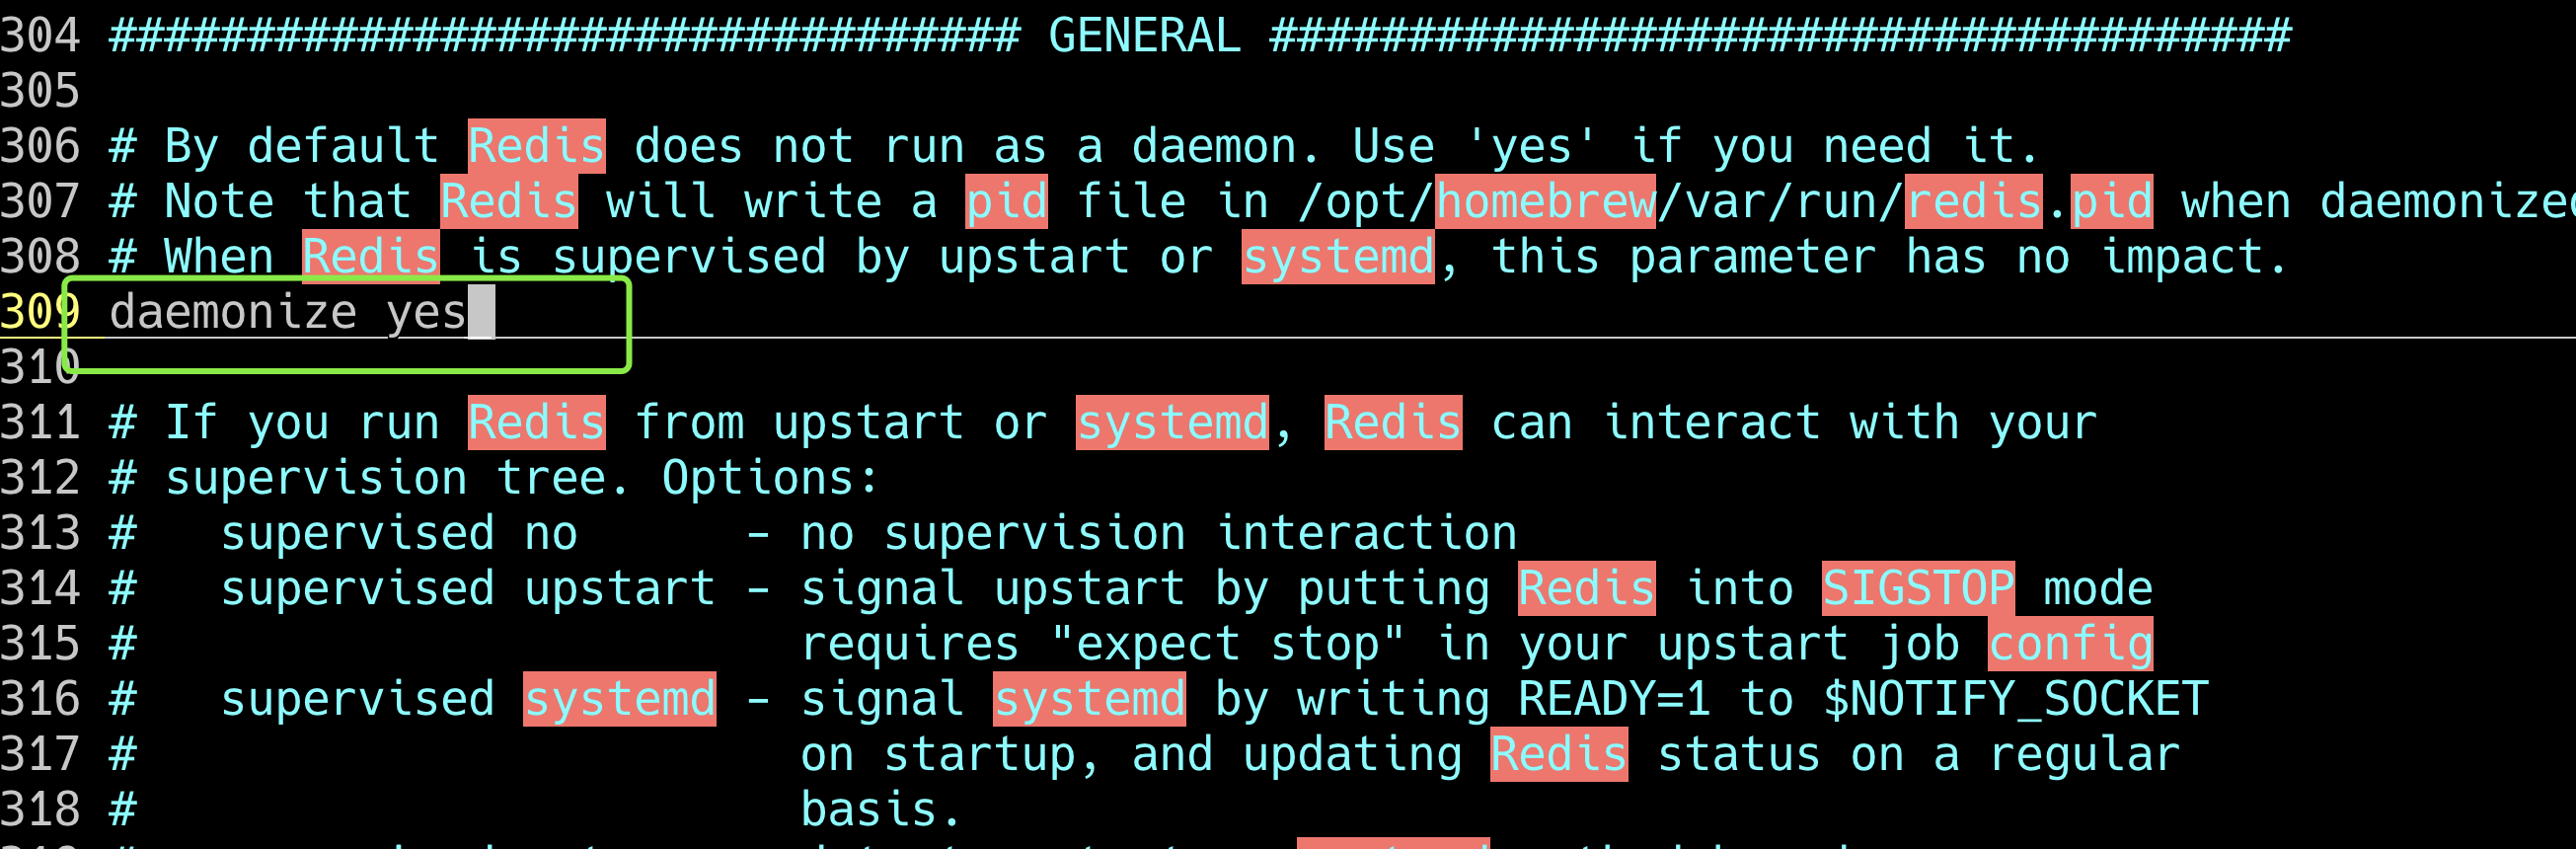 304 ################################# GENERAL #####################################
305
306 # By default Redis does not run as a daemon. Use 'yes' if you need it.
307 # Note that Redis will write a pid file in /opt/homebrew/var/run/redis.pid when daemonized
308 # When Redis is supervised by upstart or systemd, this parameter has no impact.
309 daemonize yes
310
311 # If you run Redis from upstart or systemd, Redis can interact with your
312 # supervision tree. Options:
313 #   supervised no      - no supervision interaction
314 #   supervised upstart - signal upstart by putting Redis into SIGSTOP mode
315 #                        requires "expect stop" in your upstart job config
316 #   supervised systemd - signal systemd by writing READY=1 to $NOTIFY_SOCKET
317 #                        on startup, and updating Redis status on a regular
318 #                        basis.